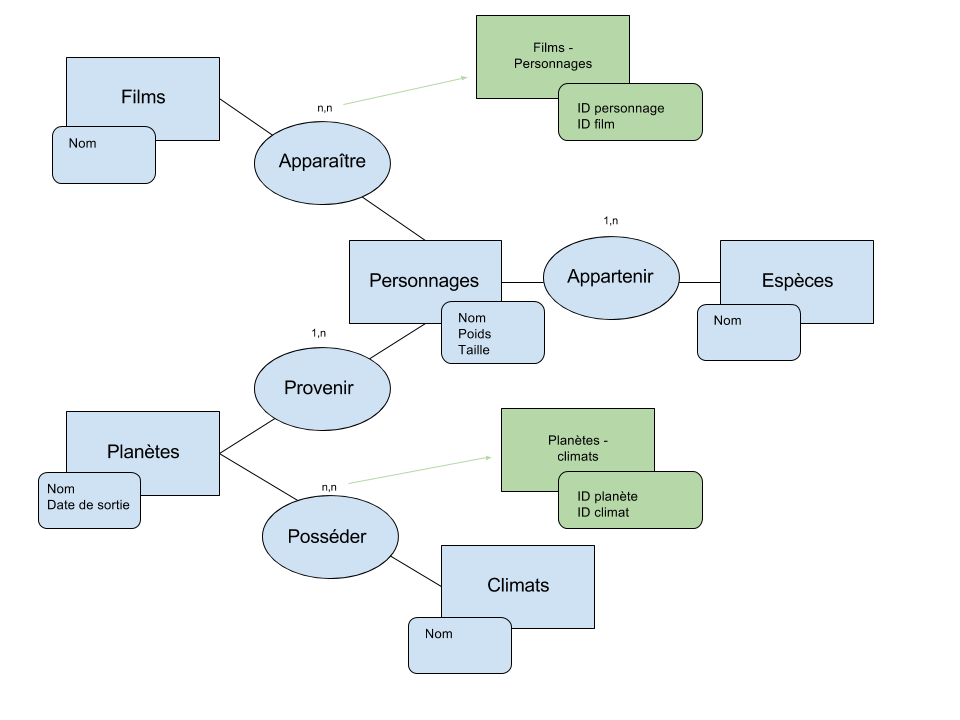 Films -
Personnages
ID personnage
ID film
Films
Nom
n,n
Apparaître
1,n
Appartenir
Personnages
Nom
Poids
Taille
Espèces
Nom
1,n
Provenir
Planètes
Nom
Date de sortie
Planètes -
climats
ID planète
ID climat
n,n
Posséder
Climats
Nom